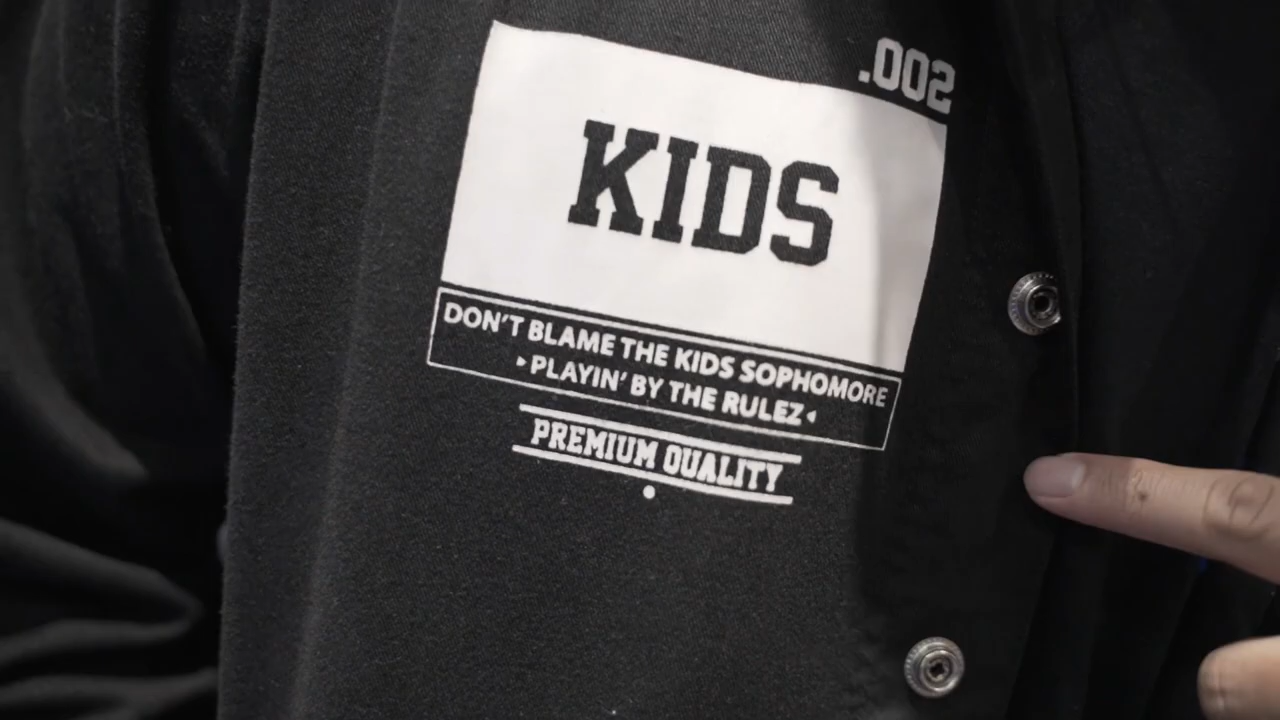 .002
KIDS
DON'T BLAME THE KIDS SOPHOMORE
PLAYIN' BY THE RULEZ
PREMIUM QUALITY